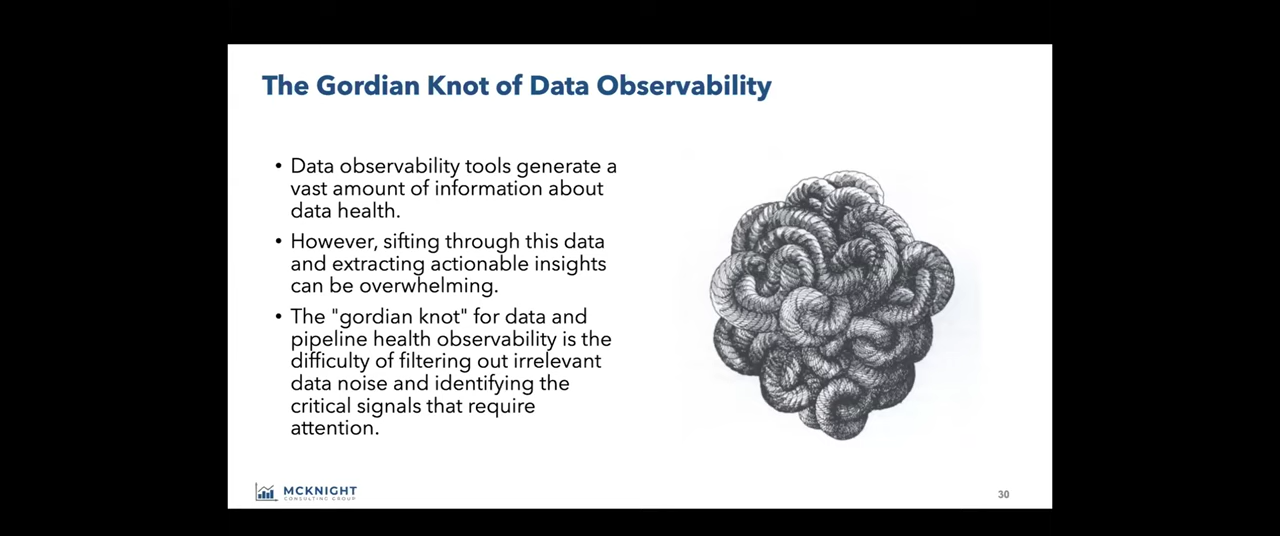 The Gordian Knot of Data Observability
• Data observability tools generate a
vast amount of information about
data health.
• However, sifting through this data
and extracting actionable insights
can be overwhelming.
• The "gordian knot" for data and
pipeline health observability is the
difficulty of filtering out irrelevant
data noise and identifying the
critical signals that require
attention.
MCKNIGHT
CONSULTING GROUP
30